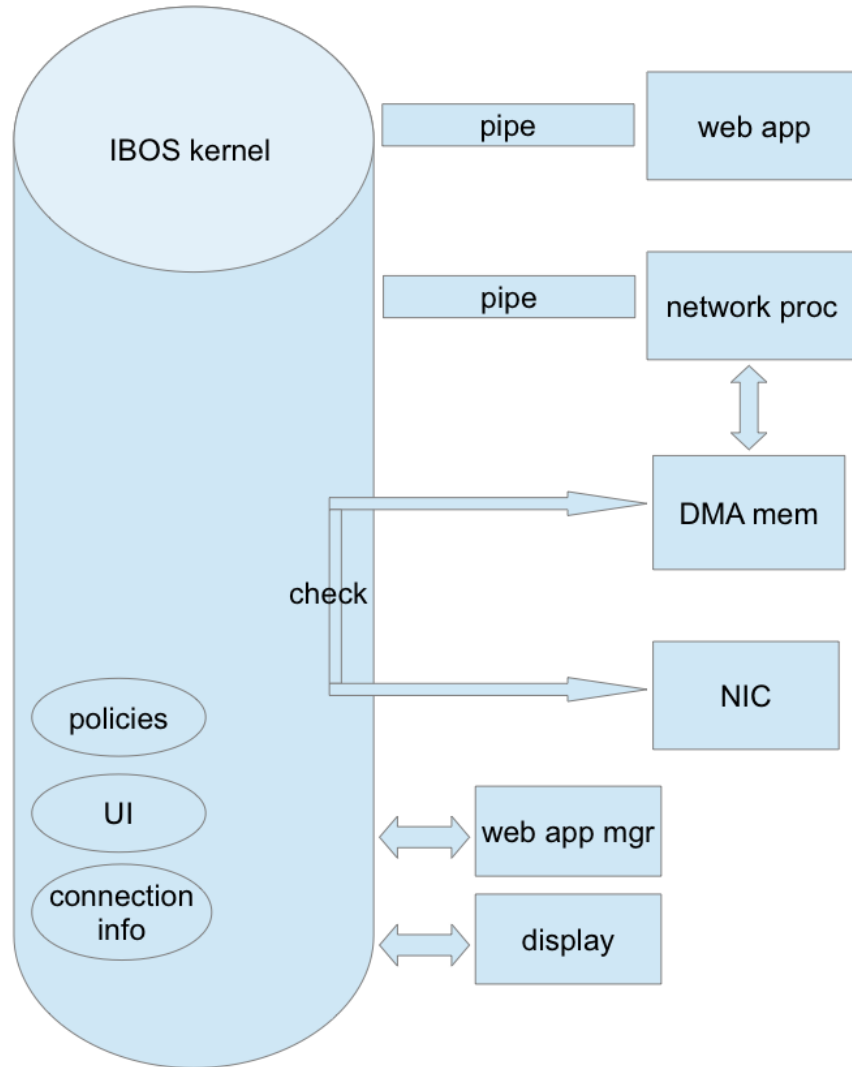 IBOS kernel
pipe
web app
pipe
network proc
DMA mem
check
NIC
policies
UI
web app mgr
connection
info
display